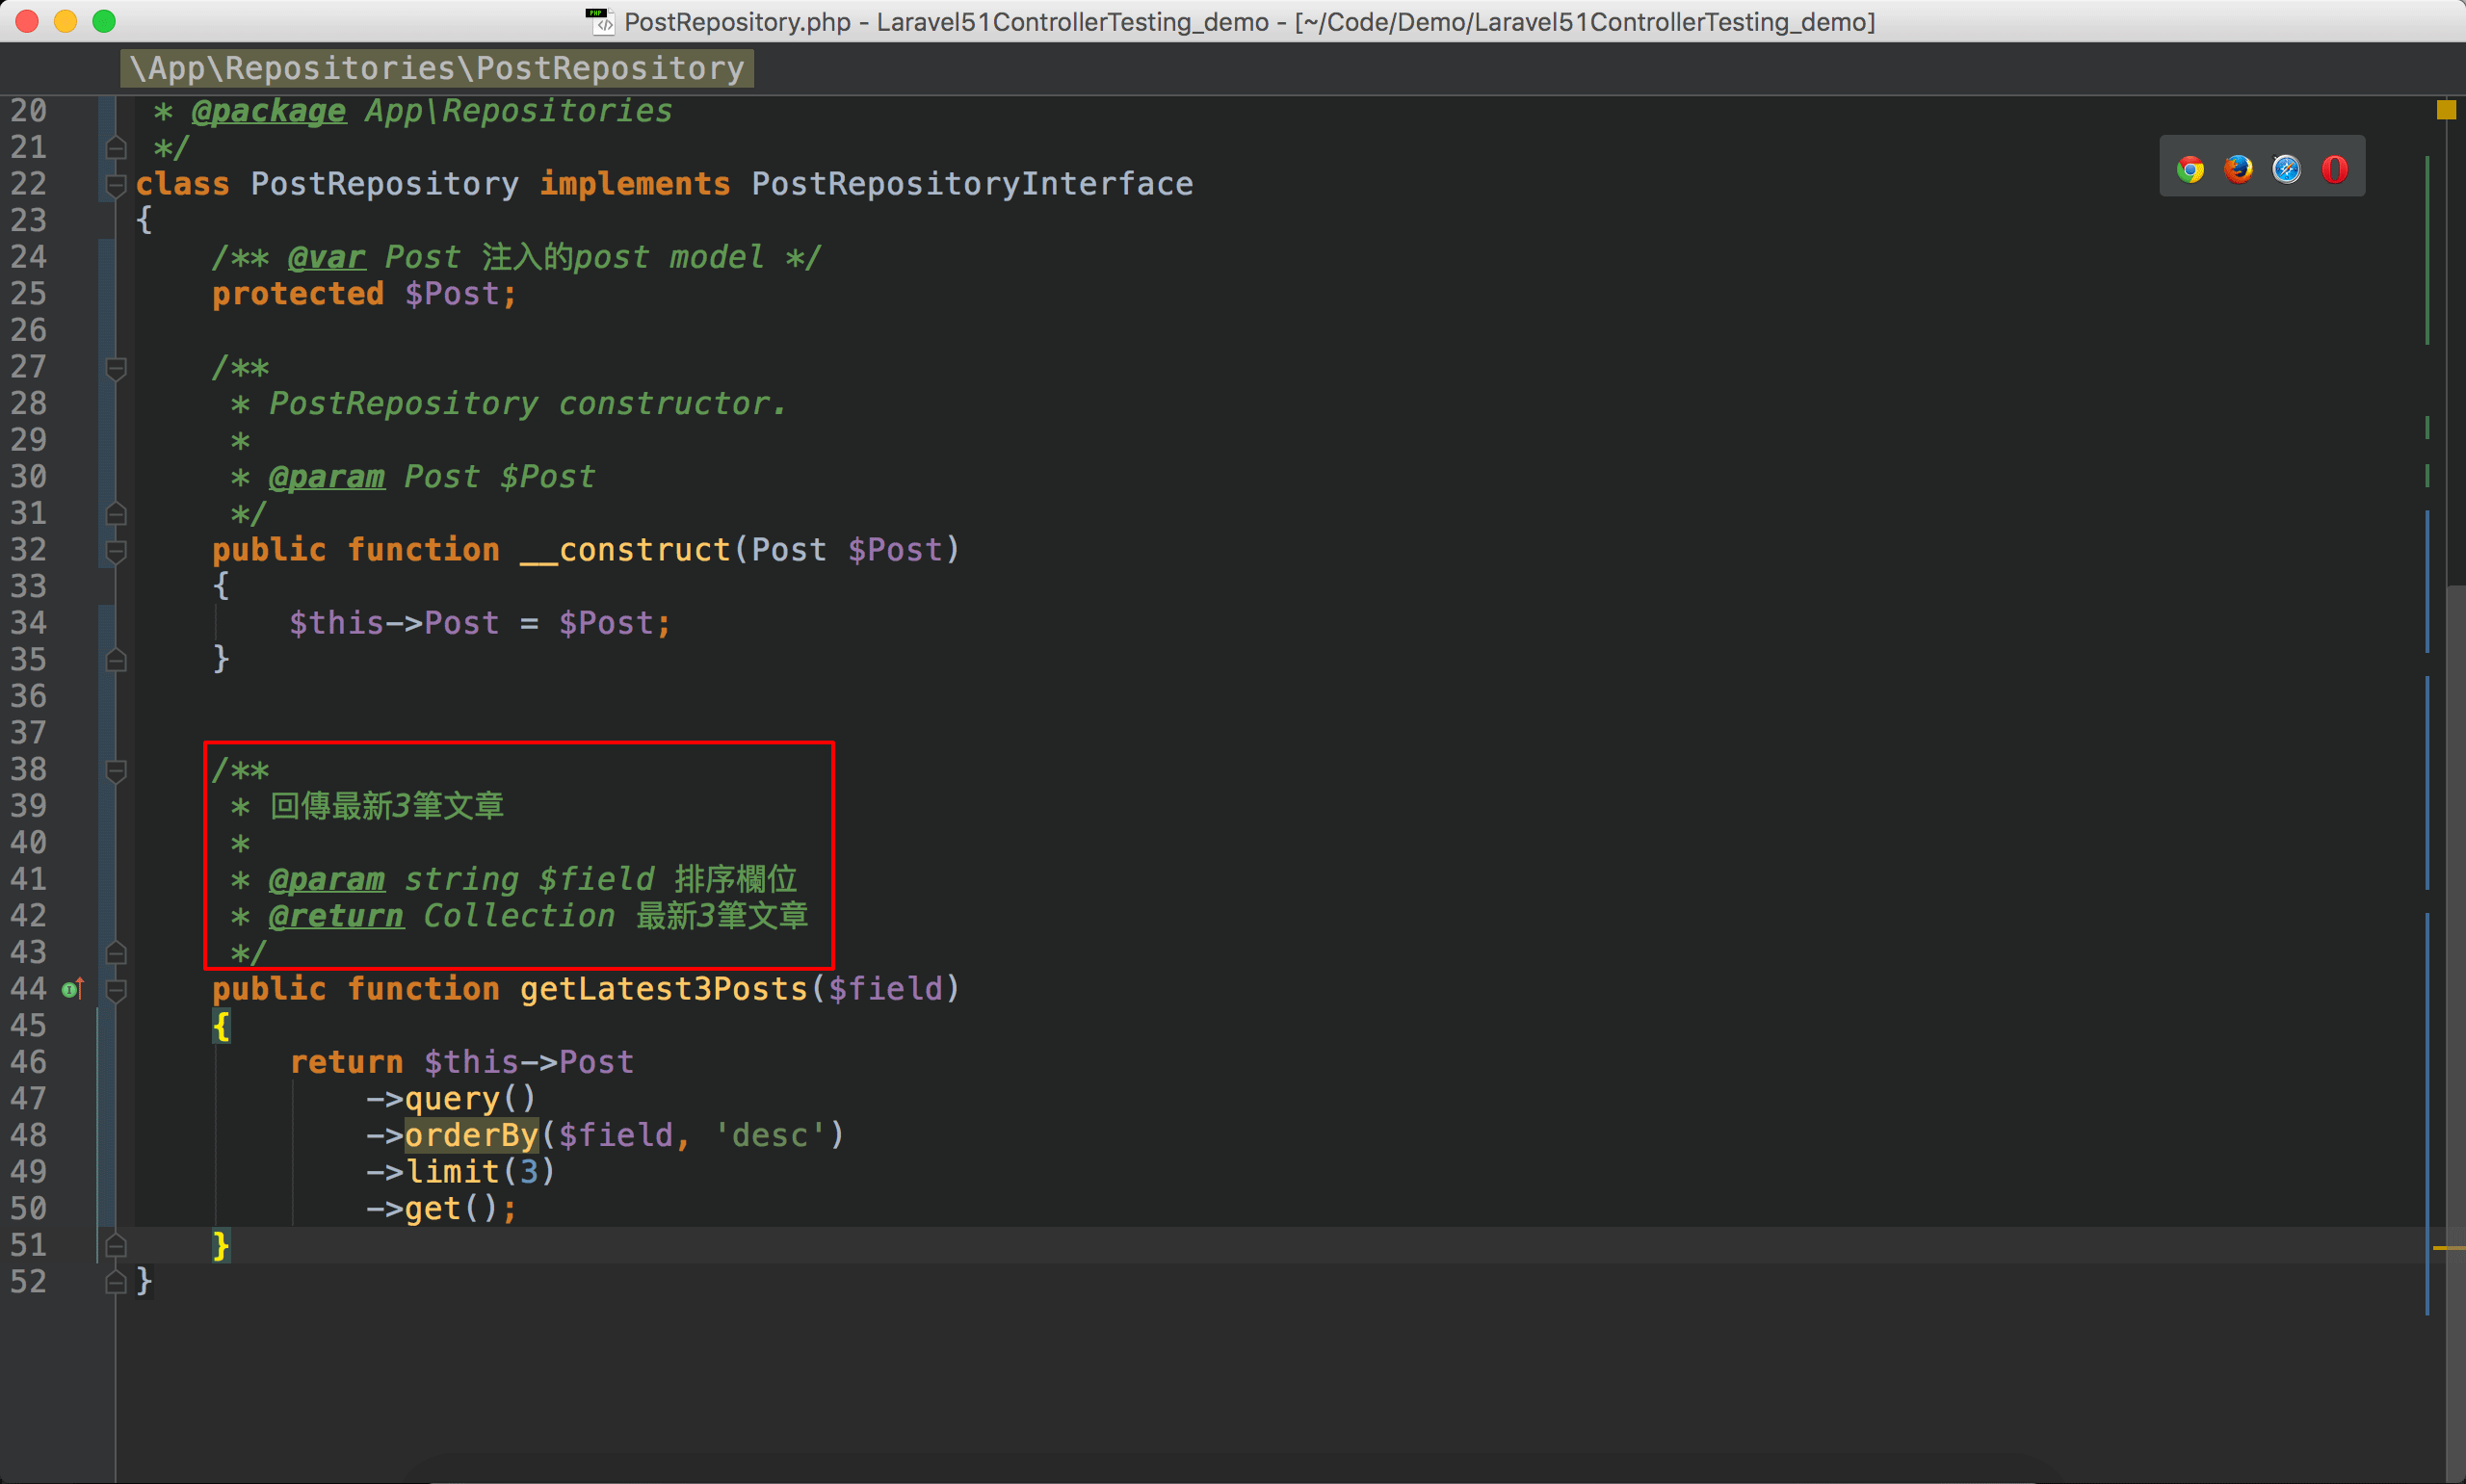 PostRepository.php - Laravel51ControllerTesting_demo - [~/Code/Demo/Laravel51ControllerTesting_demo]
\App\Repositories\PostRepository
20 * @package App\Repositories
21 */
22 class PostRepository implements PostRepositoryInterface
23 {
24 /** @var Post 注入的post model */
25 protected $Post;
26
27 /**
28 * PostRepository constructor.
29 *
30 * @param Post $Post
31 */
32 public function __construct(Post $Post)
33 {
34 $this->Post = $Post;
35 }
36
37
38 /**
39 * 回傳最新3筆文章
40 *
41 * @param string $field 排序欄位
42 * @return Collection 最新3筆文章
43 */
44 public function getLatest3Posts($field)
45 {
46 return $this->Post
47 ->query()
48 ->orderBy($field, 'desc')
49 ->limit(3)
50 ->get();
51 }
52 }